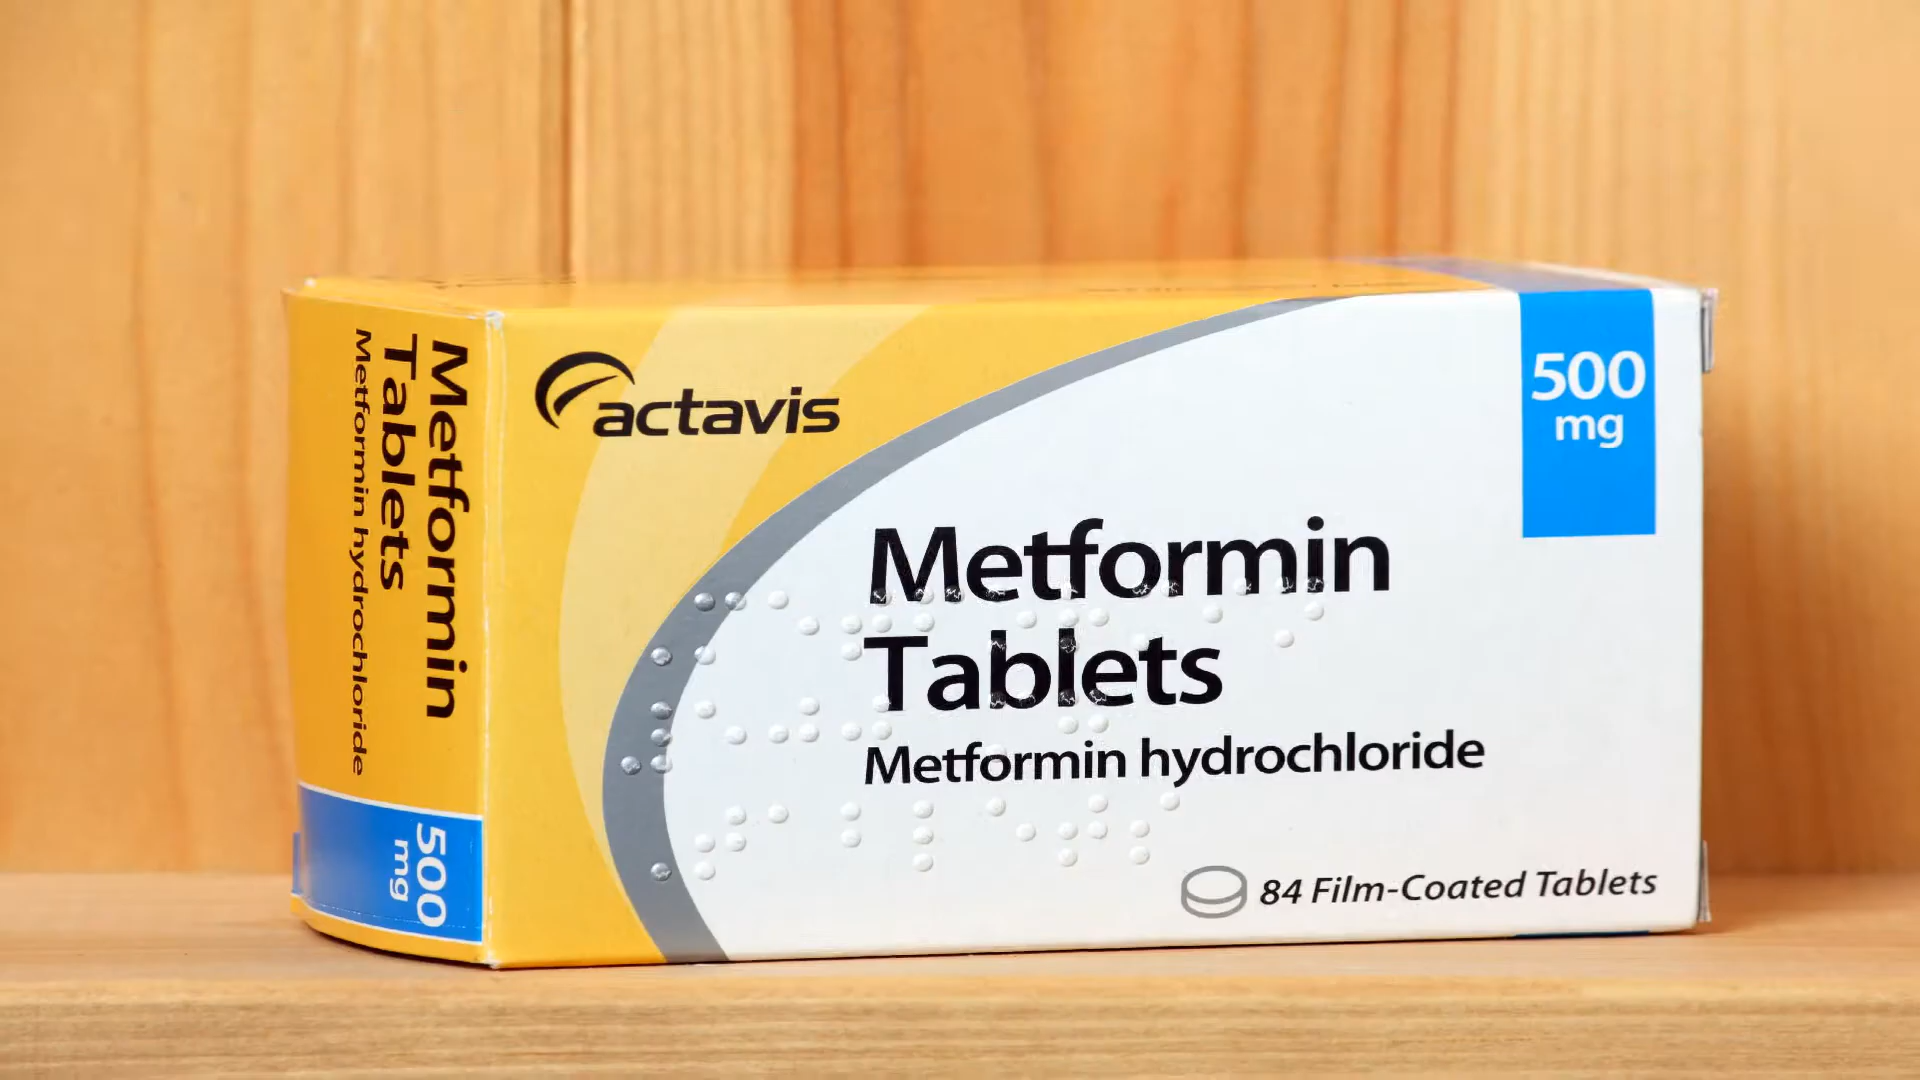 Metformin
Tablets
Metformin hydrochloride
500
mg
actavis
500
mg
Metformin
Tablets
Metformin hydrochloride
84 Film-Coated Tablets